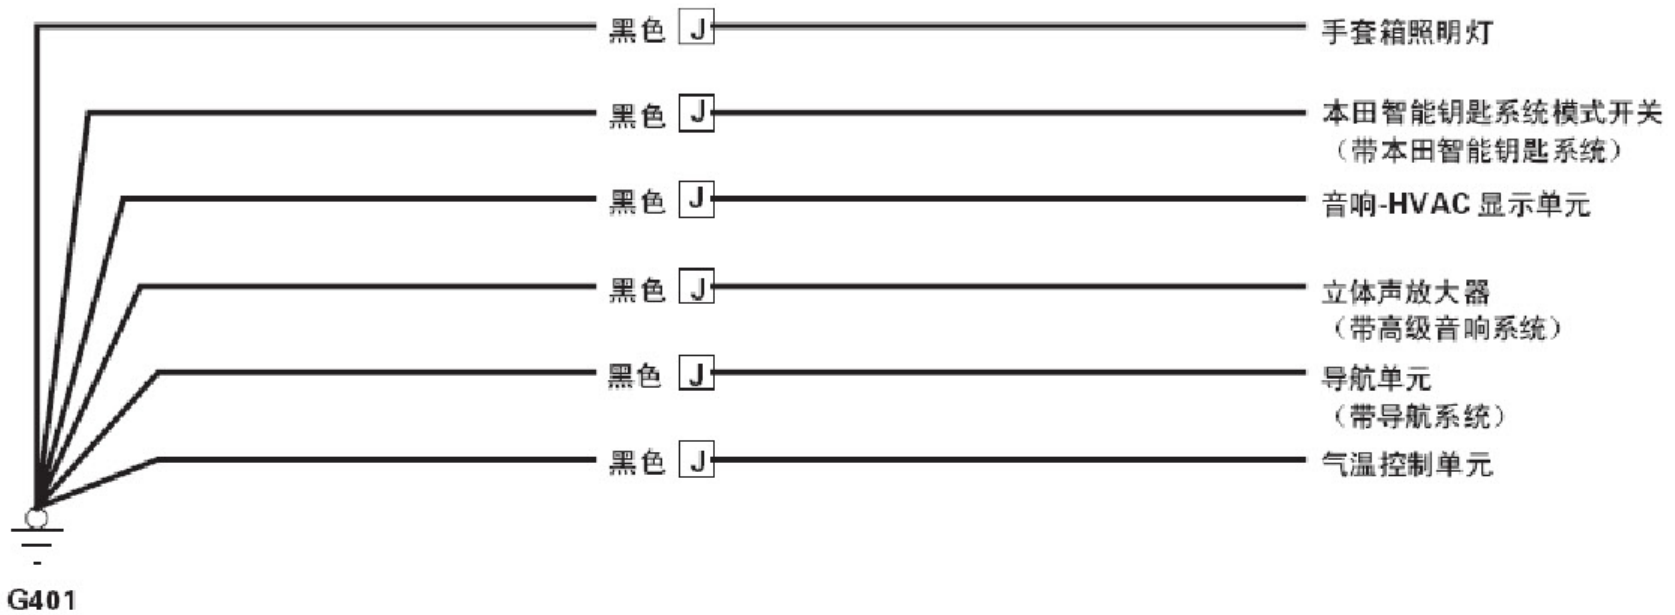 黑色 J 手套箱照明灯
黑色 J 本田智能钥匙系统模式开关
（带本田智能钥匙系统）
黑色 J 音响-HVAC 显示单元
黑色 J 立体声放大器
（带高级音响系统）
黑色 J 导航单元
（带导航系统）
黑色 J 气温控制单元
G401